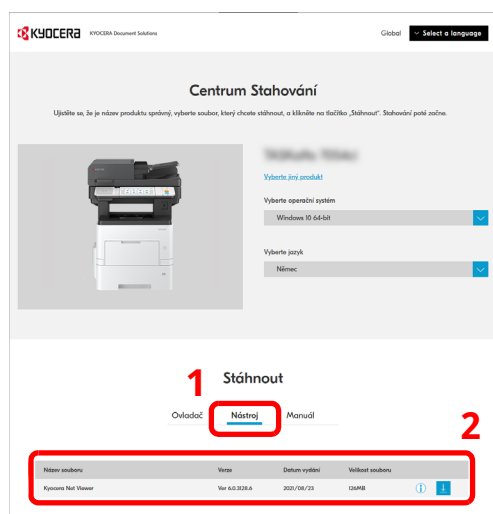 KYOCERA KYOCERA Document Solutions Global Select a language
Centrum Stahování
Ujistěte se, že je název produktu správný, vyberte soubor, který chcete stáhnout, a klikněte na tlačítko „Stáhnout". Stahování poté začne.
Vyberte jiný produkt
Vyberte operační systém
Windows 10 64-bit
Vyberte jazyk
Němec
1
Stáhnout
Ovladač Nástroj Manuál
2
Název souboru Verze Datum vydání Velikost souboru
Kyocera Net Viewer Ver 6.0.3128.6 2021/08/23 126MB